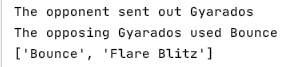 The opponent sent out Gyarados
The opposing Gyarados used Bounce
['Bounce', 'Flare Blitz']